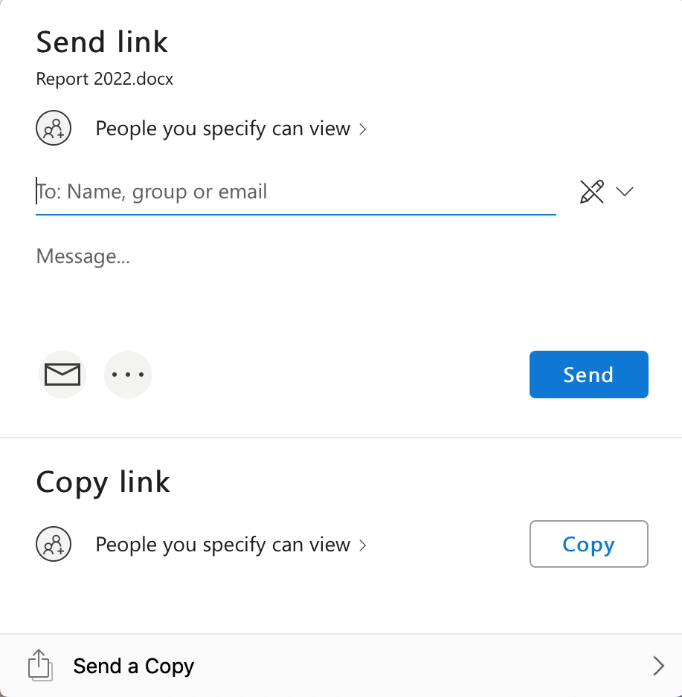 Send link
Report 2022.docx
People you specify can view
To: Name, group or email
Message...
Send
Copy link
People you specify can view
Copy
Send a Copy